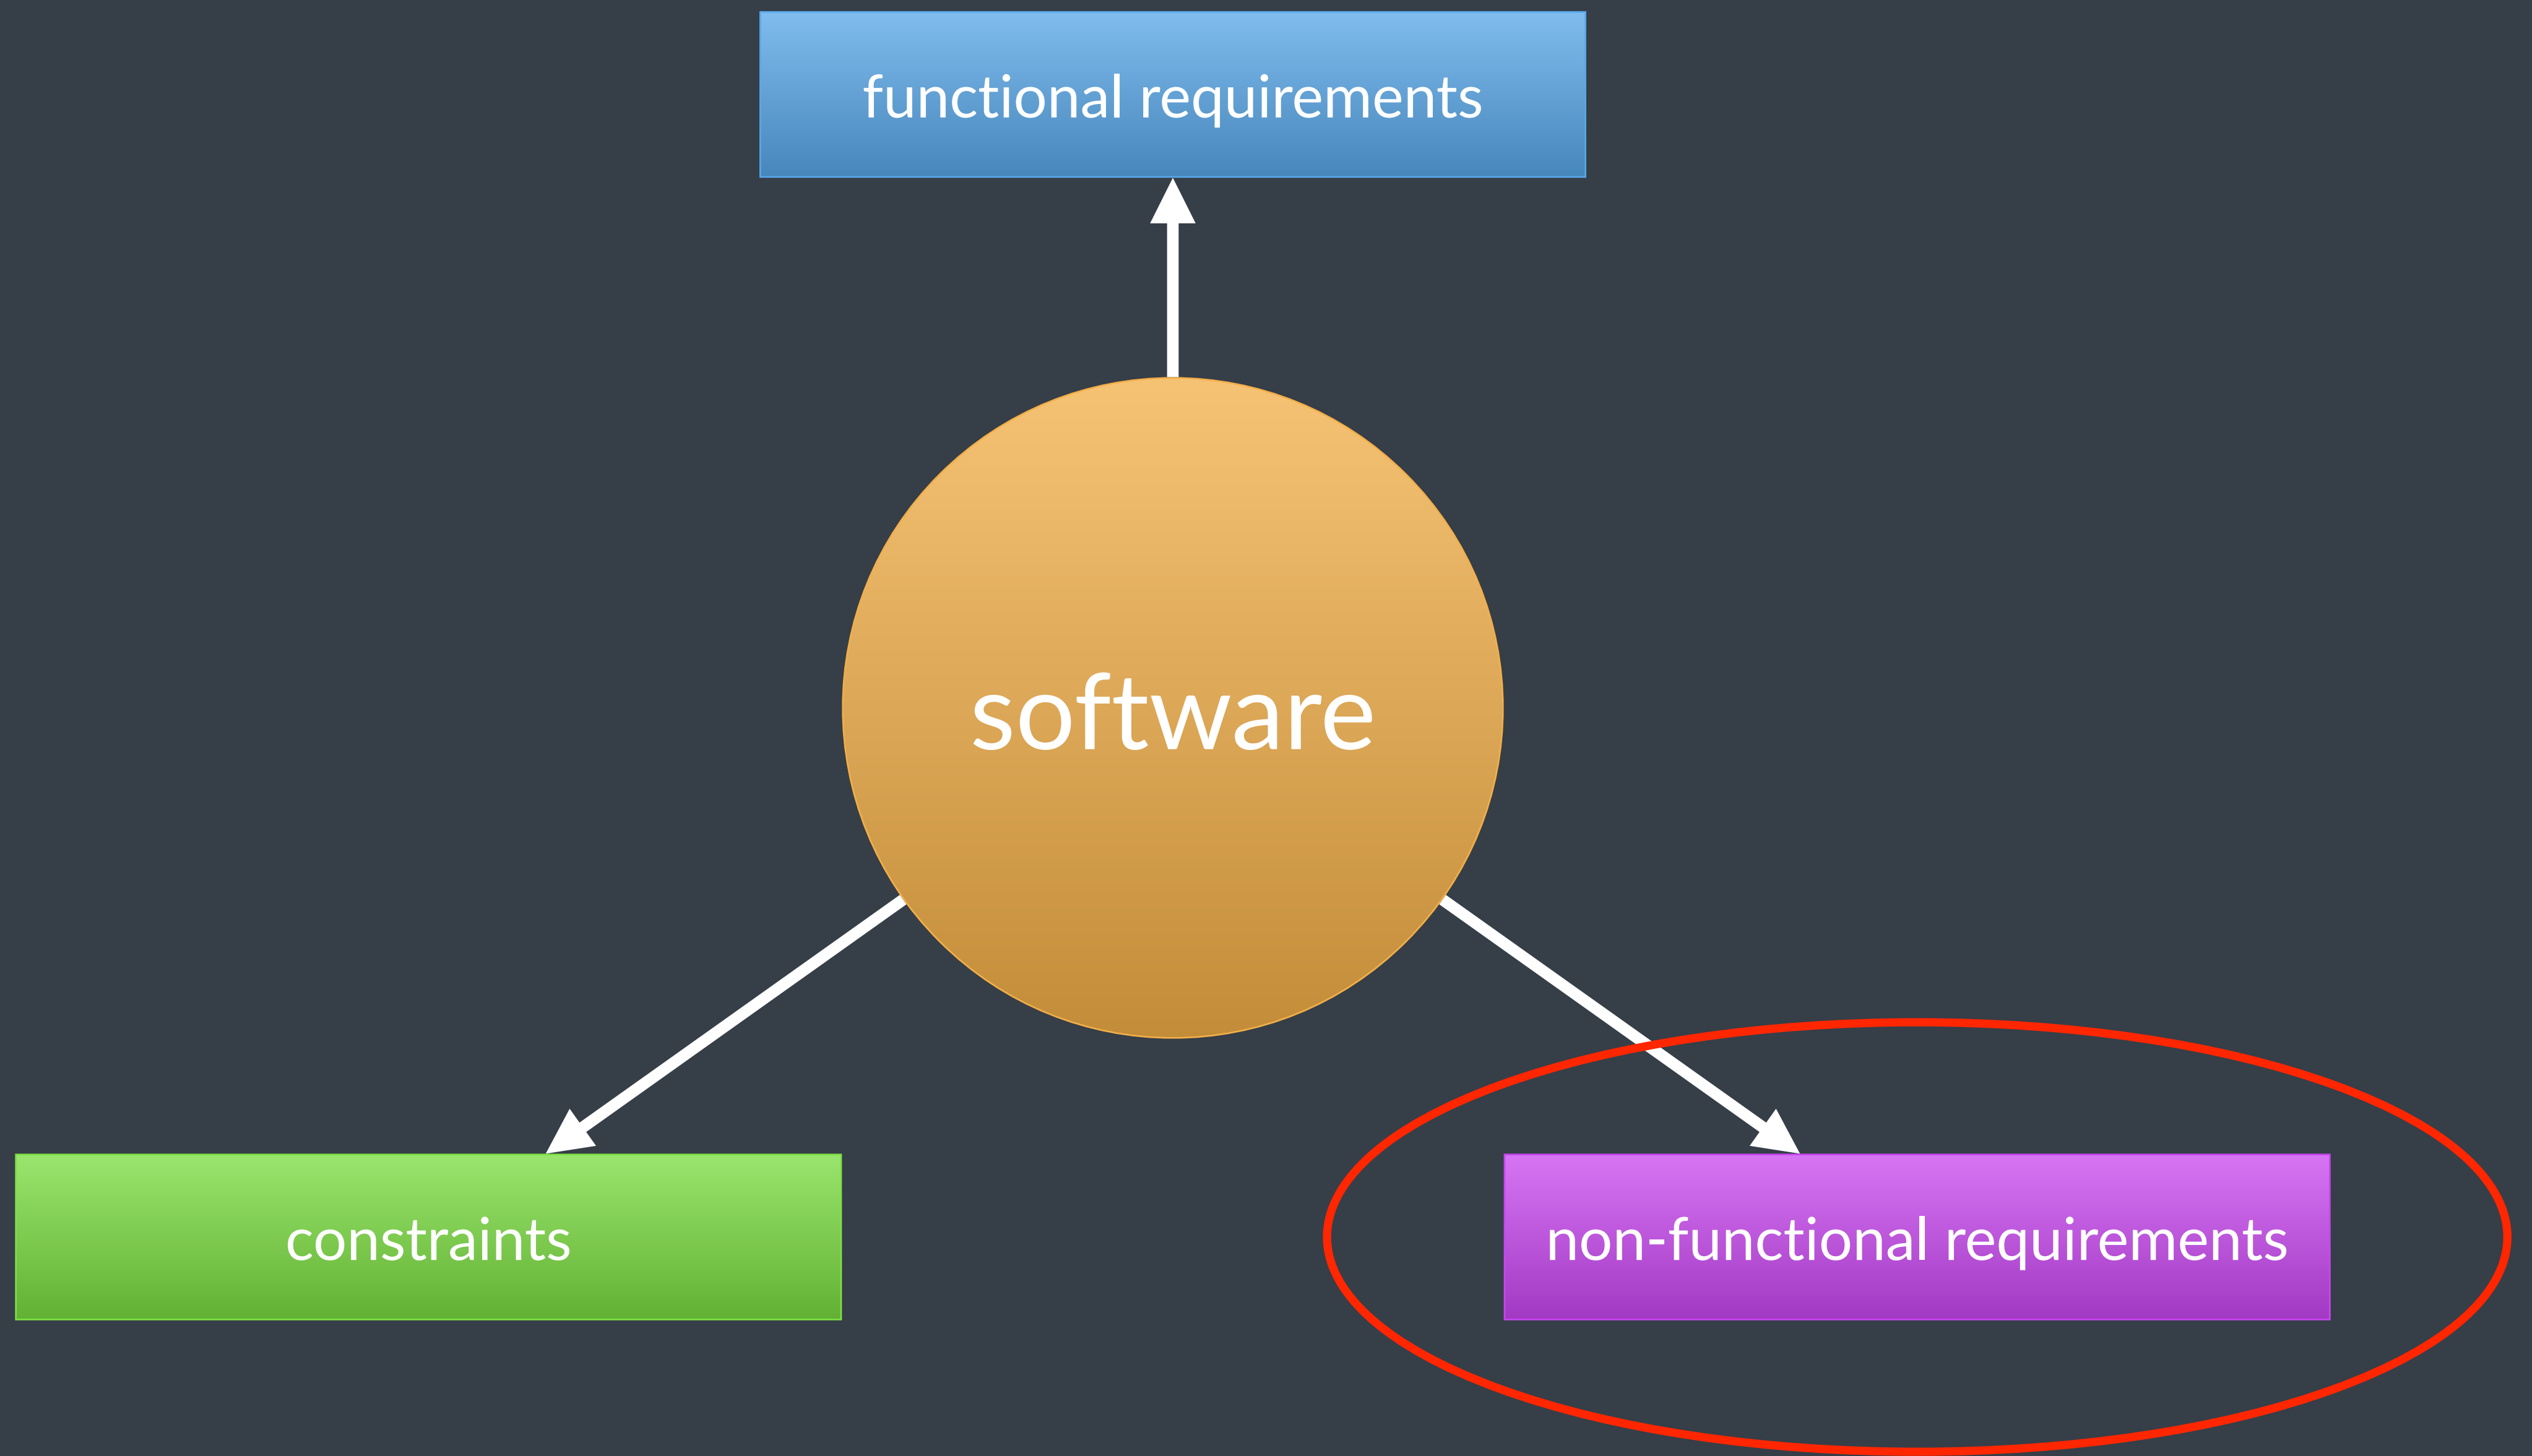 functional requirements
software
constraints
non-functional requirements